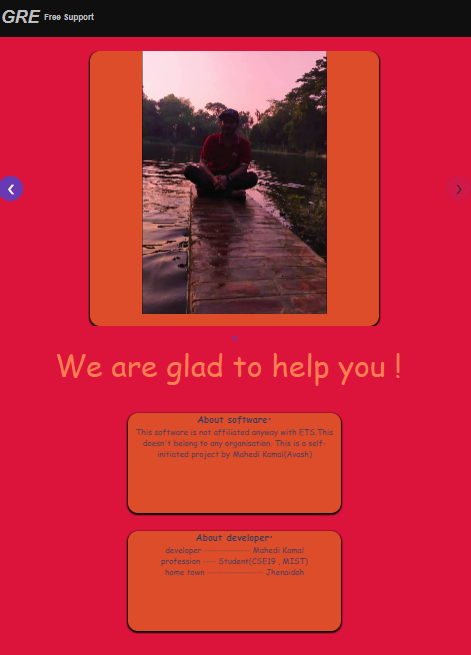 GRE Free Support
We are glad to help you !
About software·
This software is not affiliated anyway with ETS.This
doesn't belong to any organisation. This is a self-
initiated project by Mahedi Kamal(Avash)
About developer·
developer ----------------- Mahedi Kamal
profession ----- Student(CSE19 , MIST)
home town --------------------- Jhenaidah